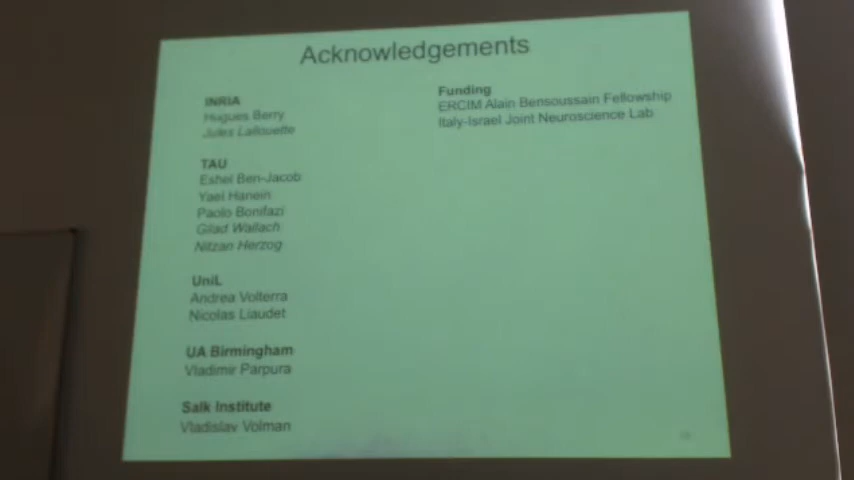 Acknowledgements
INRIA
Hugues Berry
Jules Lallouette
TAU
Eshel Ben-Jacob
Yael Hanein
Paolo Bonifazi
Gilad Wallach
Nitzan Herzog
UniL
Andrea Volterra
Nicolas Liaudet
UA Birmingham
Vladimir Parpura
Salk Institute
Vladislav Volman
Funding
ERCIM Alain Bensoussain Fellowship
Italy-Israel Joint Neuroscience Lab